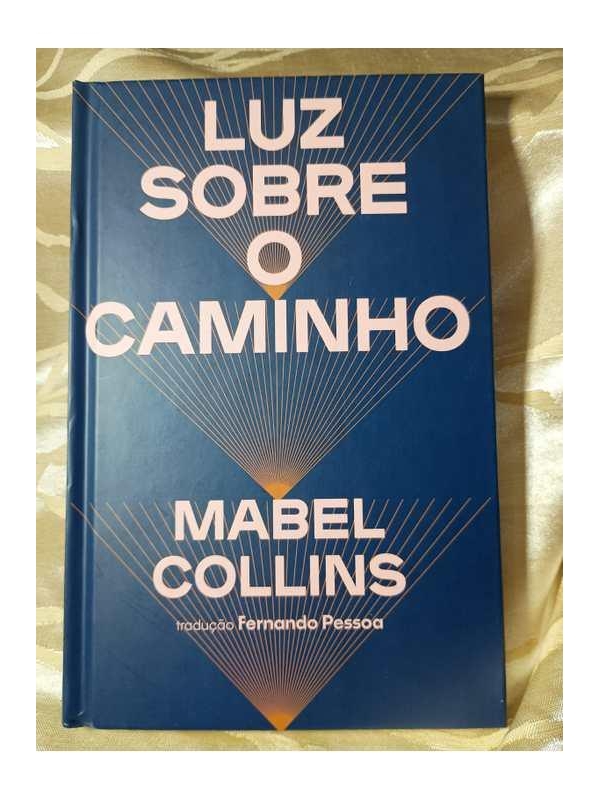 LUZ
SOBRE
O
CAMINHO
MABEL
COLLINS
tradução Fernando Pessoa